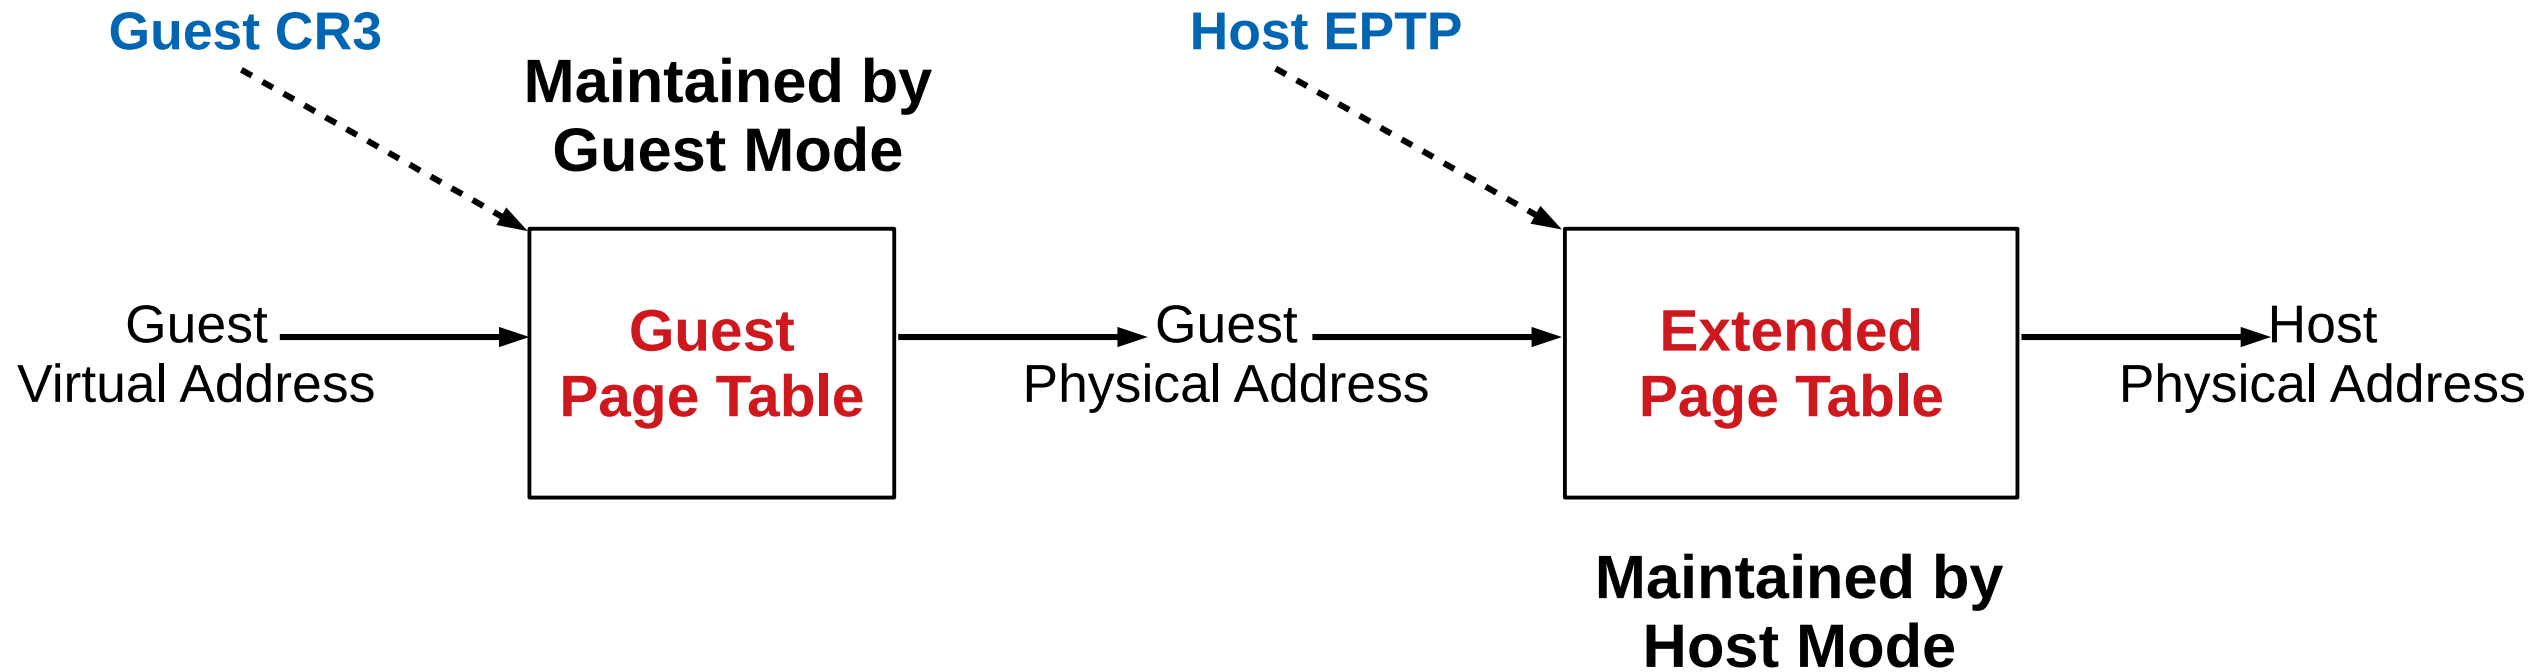 Guest CR3
Maintained by
Guest Mode
Host EPTP
Guest
Virtual Address
Guest
Page Table
Guest
Physical Address
Extended
Page Table
Host
Physical Address
Maintained by
Host Mode